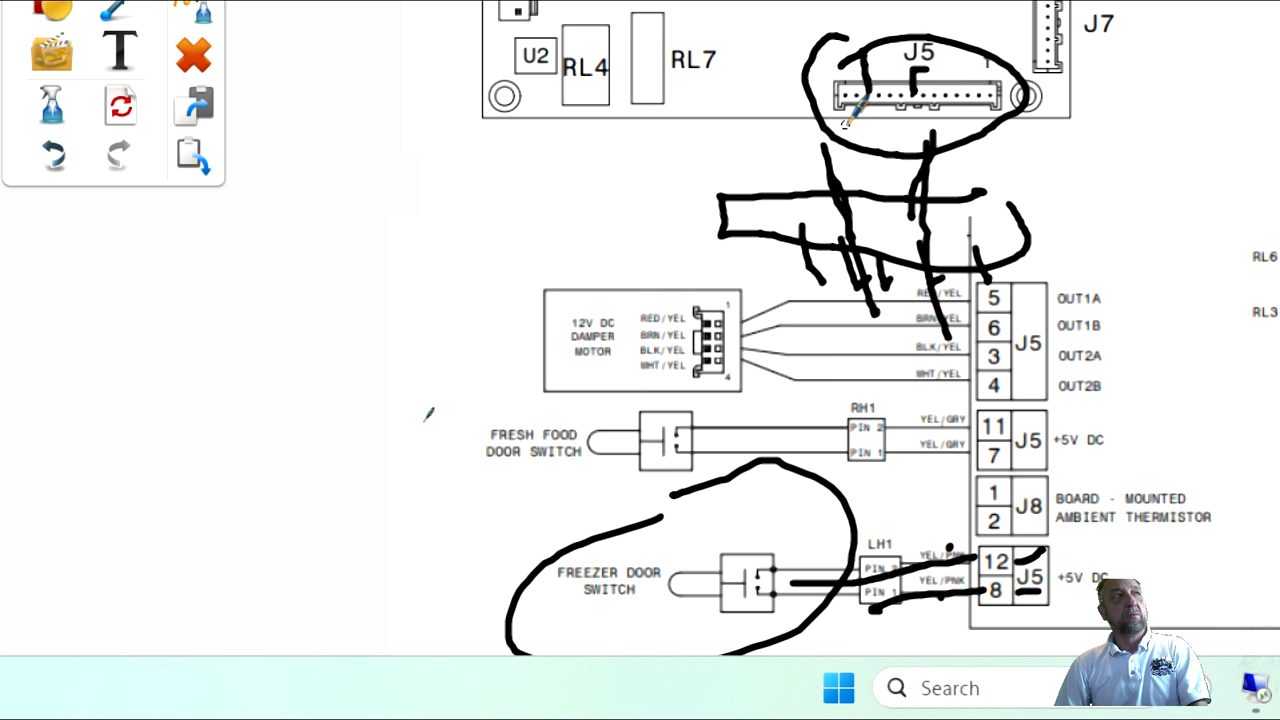 J7
J5
U2
RL4
RL7
1
RL6
RL3
12V DC
DAMPER
MOTOR
RED/YEL
BRN/YEL
BLK/YEL
WHT/YEL
1
4
BLK/YEL
WHT/YEL
5
6
3
4
J5
OUT1A
OUT1B
OUT2A
OUT2B
FRESH FOOD
DOOR SWITCH
RH1
PIN 2
PIN 1
YEL/GRY
YEL/GRY
11
7
J5
+5V DC
1
2
J8
BOARD - MOUNTED
AMBIENT THERMISTOR
FREEZER DOOR
SWITCH
LH1
PIN 1
YEL/PNK
12
8
J5
+5V DC
Search